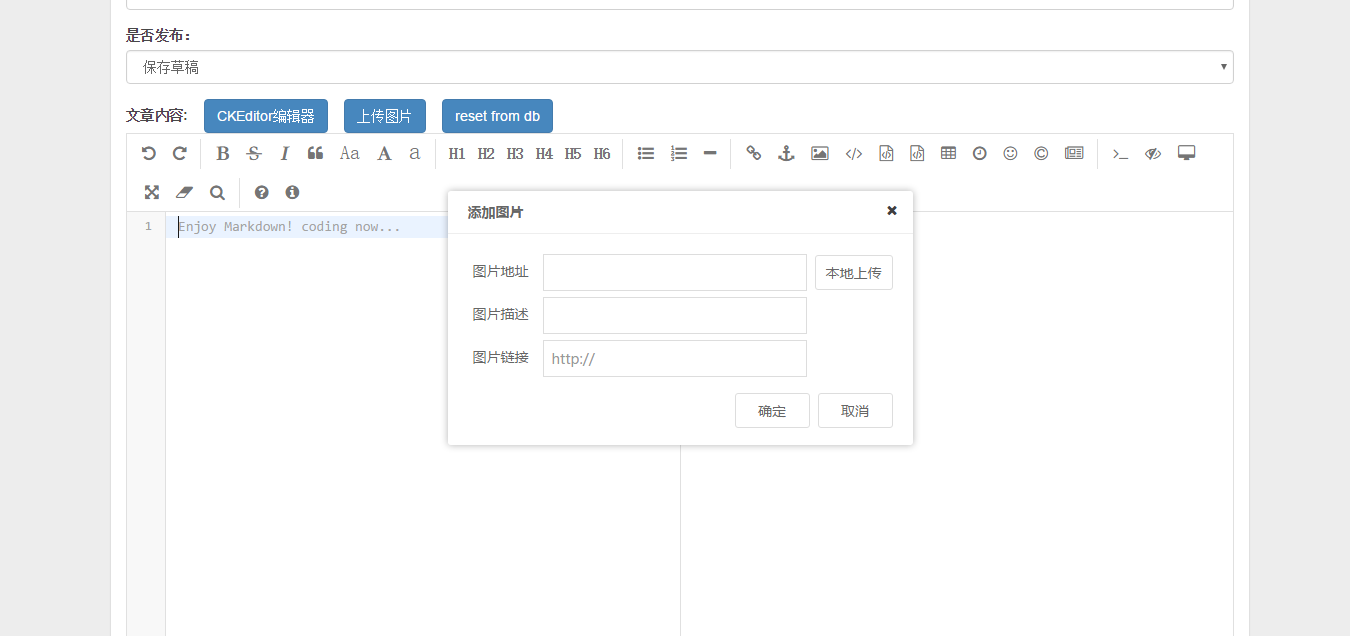 是否发布：
保存草稿
文章内容: CKEditor编辑器 上传图片 reset from db
B S I Aa A a H1 H2 H3 H4 H5 H6
添加图片
1 Enjoy Markdown! coding now...
图片地址 本地上传
图片描述
图片链接 http://
确定 取消